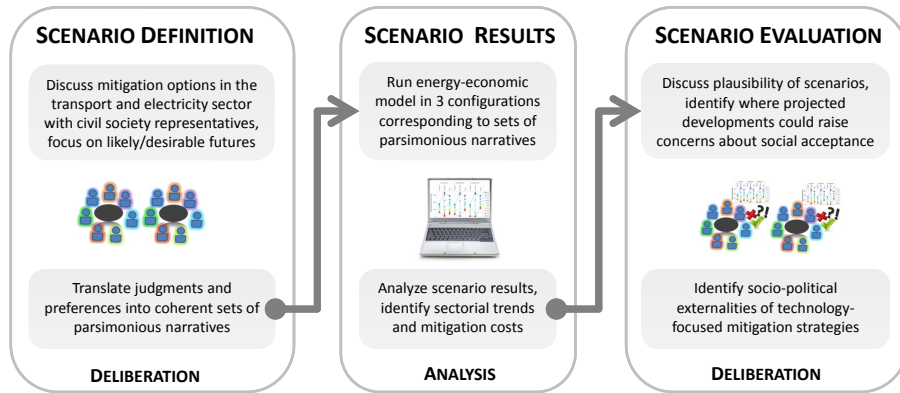 SCENARIO DEFINITION
Discuss mitigation options in the
transport and electricity sector
with civil society representatives,
focus on likely/desirable futures
Translate judgments and
preferences into coherent sets of
parsimonious narratives
DELIBERATION
SCENARIO RESULTS
Run energy-economic
model in 3 configurations
corresponding to sets of
parsimonious narratives
Analyze scenario results,
identify sectorial trends
and mitigation costs
ANALYSIS
SCENARIO EVALUATION
Discuss plausibility of scenarios,
identify where projected
developments could raise
concerns about social acceptance
?!
?!
Identify socio-political
externalities of technology-
focused mitigation strategies
DELIBERATION